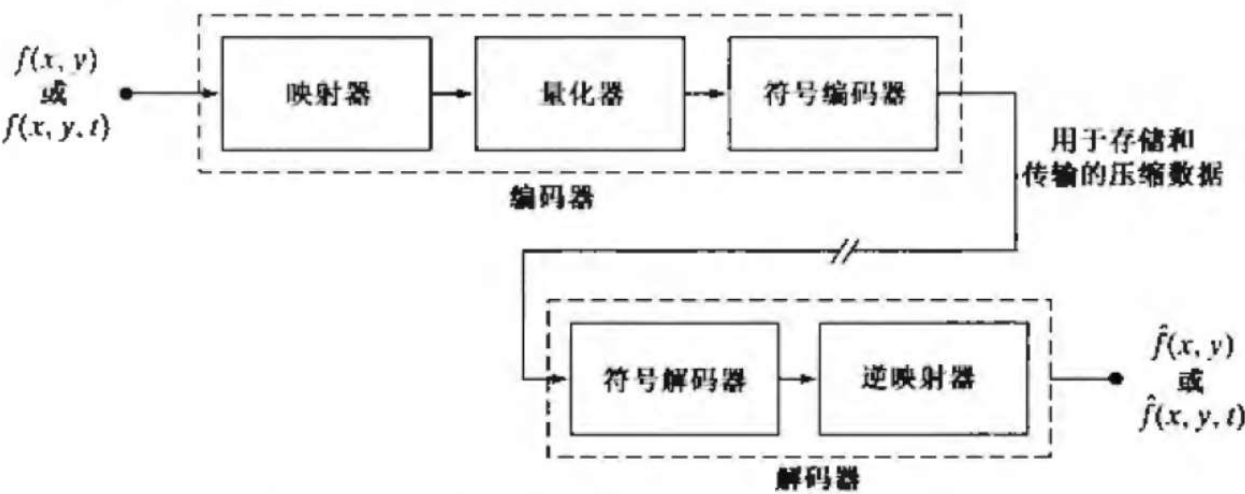 f(x, y)
或
f(x, y, t)
映射器
量化器
符号编码器
编码器
用于存储和
传输的压缩数据
符号解码器
逆映射器
解码器
f̂(x, y)
或
f̂(x, y, t)